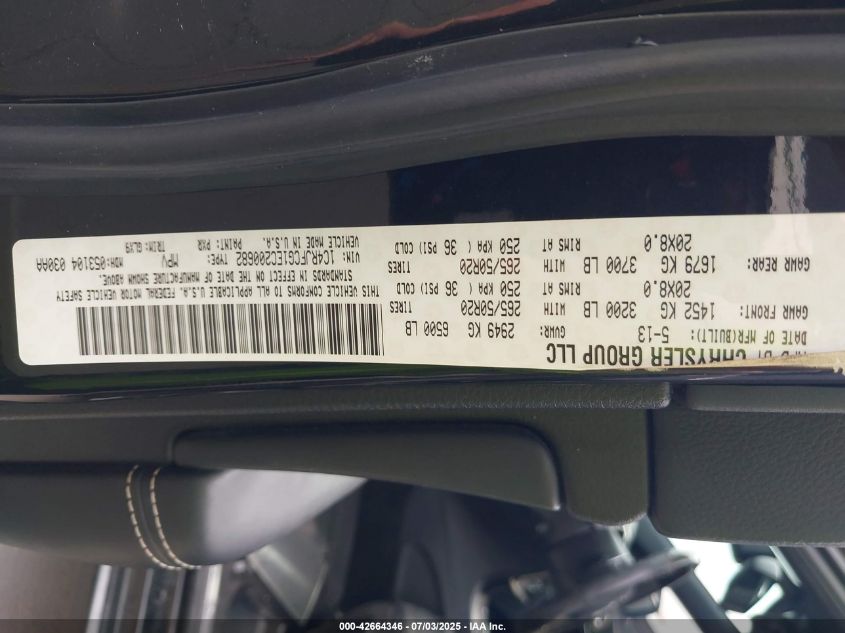 MFD BY CHRYSLER GROUP LLC
DATE OF MFR(BUILT): 5-13 GVWR: 2949 KG 6500 LB
GAWR FRONT: 1452 KG 3200 LB WITH 265/50R20 TIRES
20X8.0 RIMS AT 250 KPA ( 36 PSI) COLD
GAWR REAR: 1679 KG 3700 LB WITH 265/50R20 TIRES
20X8.0 RIMS AT 250 KPA ( 36 PSI) COLD
THIS VEHICLE CONFORMS TO ALL APPLICABLE U.S.A. FEDERAL MOTOR VEHICLE SAFETY
STANDARDS IN EFFECT ON THE DATE OF MANUFACTURE SHOWN ABOVE.
VIN: 1C4RJFCG1EC200682 TYPE: MPV MDH:053104 030AA
VEHICLE MADE IN U.S.A. PAINT: PXR TRIM: GLX9
000-42664346 - 07/03/2025 - IAA Inc.